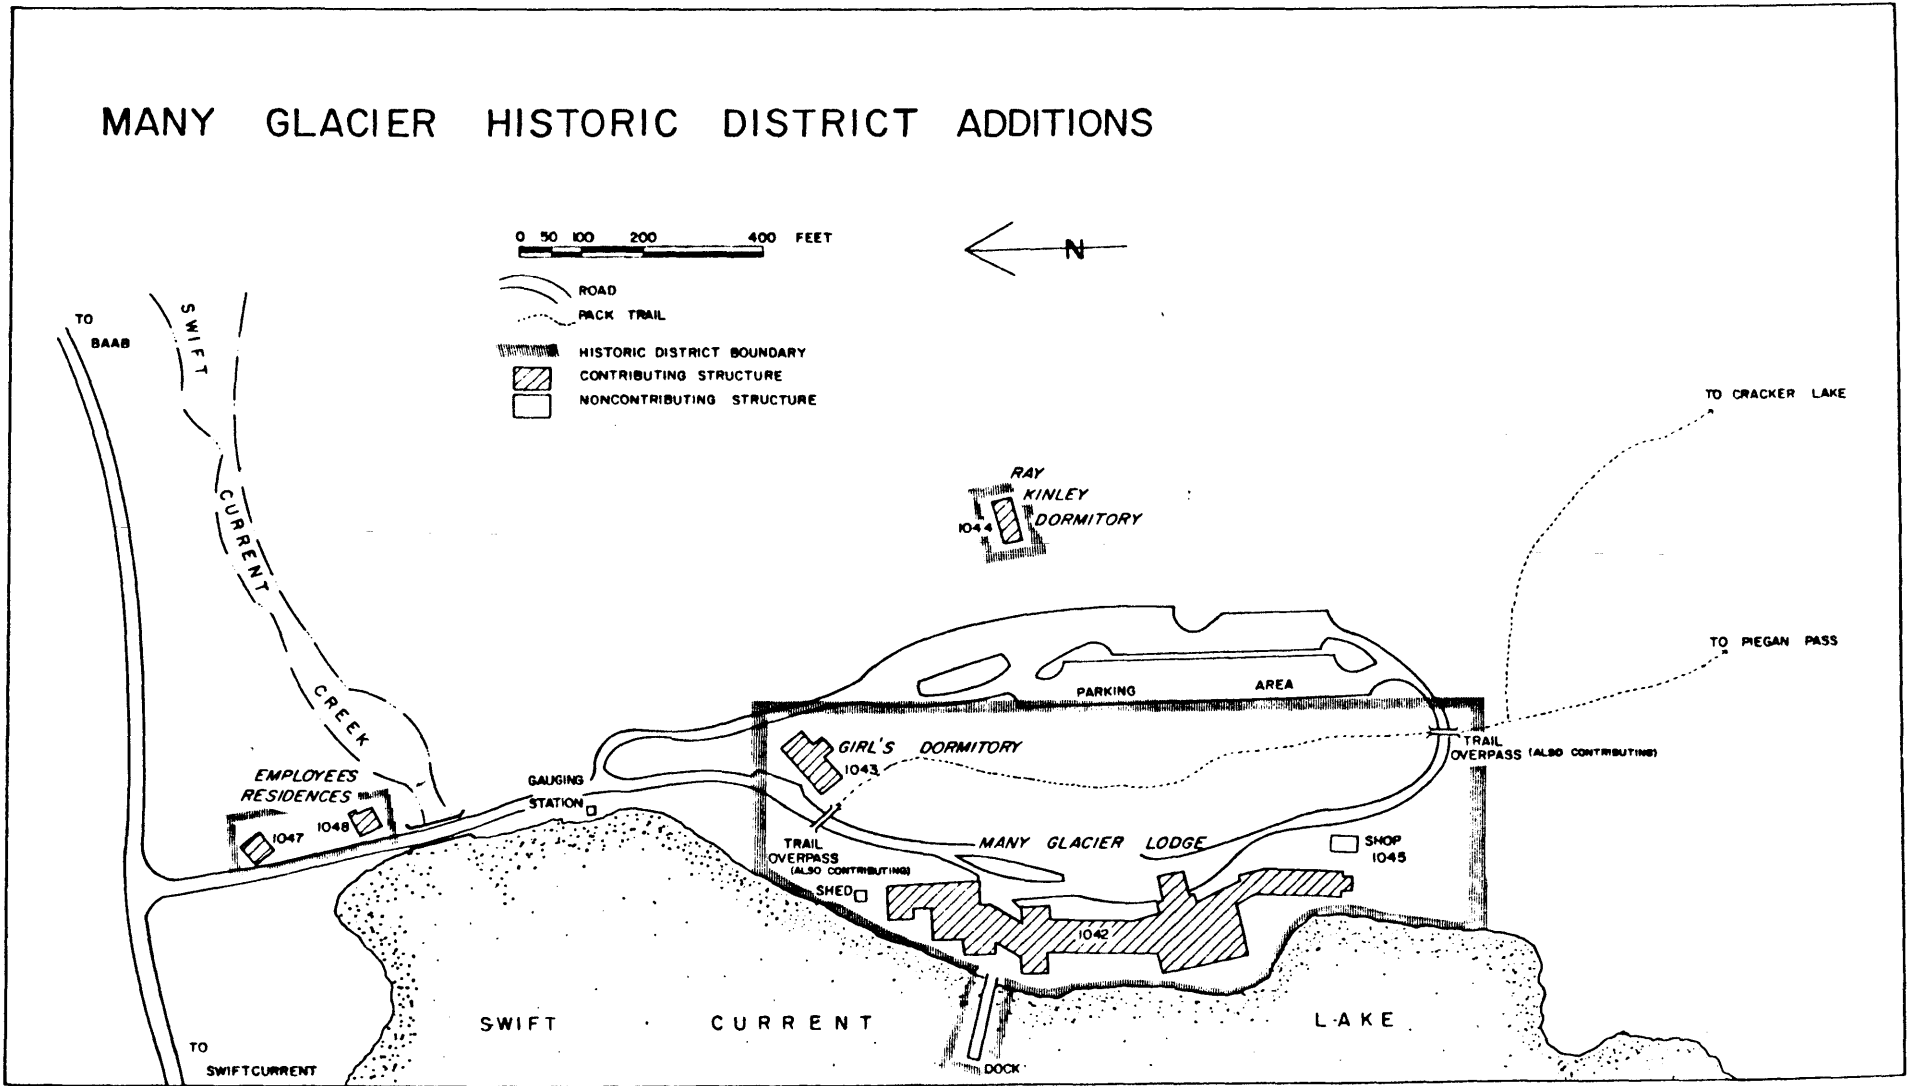 MANY GLACIER HISTORIC DISTRICT ADDITIONS
0 50 100 200 400 FEET
N
ROAD
PACK TRAIL
HISTORIC DISTRICT BOUNDARY
CONTRIBUTING STRUCTURE
NONCONTRIBUTING STRUCTURE
TO
BAAB
SWIFT
CURRENT
CREEK
TO CRACKER LAKE
RAY
KINLEY
DORMITORY
1044
TO PIEGAN PASS
PARKING AREA
GIRL'S DORMITORY
1043
TRAIL
OVERPASS (ALSO CONTRIBUTING)
EMPLOYEES
RESIDENCES
1048
1047
GAUGING
STATION
TRAIL
OVERPASS
(ALSO CONTRIBUTING)
SHED
MANY GLACIER LODGE
SHOP
1045
1042
SWIFT CURRENT LAKE
TO
SWIFTCURRENT
DOCK